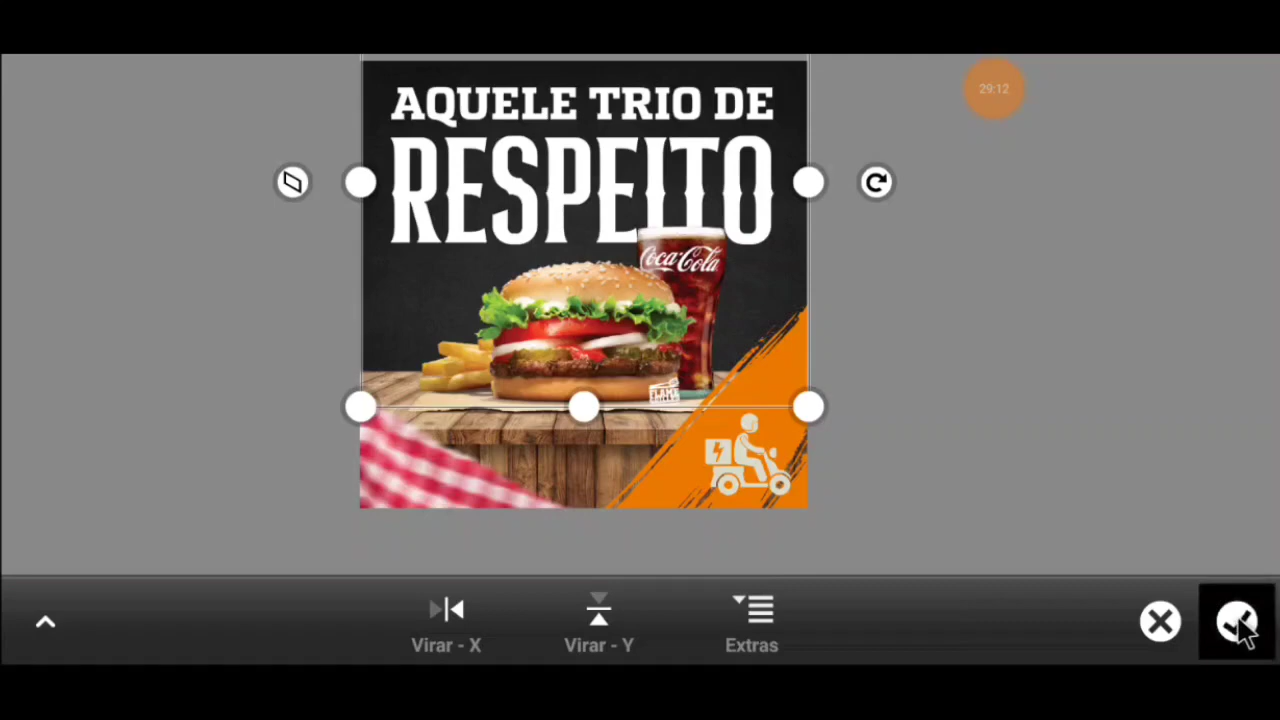 29:12
AQUELE TRIO DE
RESPEITO
Coca-Cola
Virar - X
Virar - Y
Extras